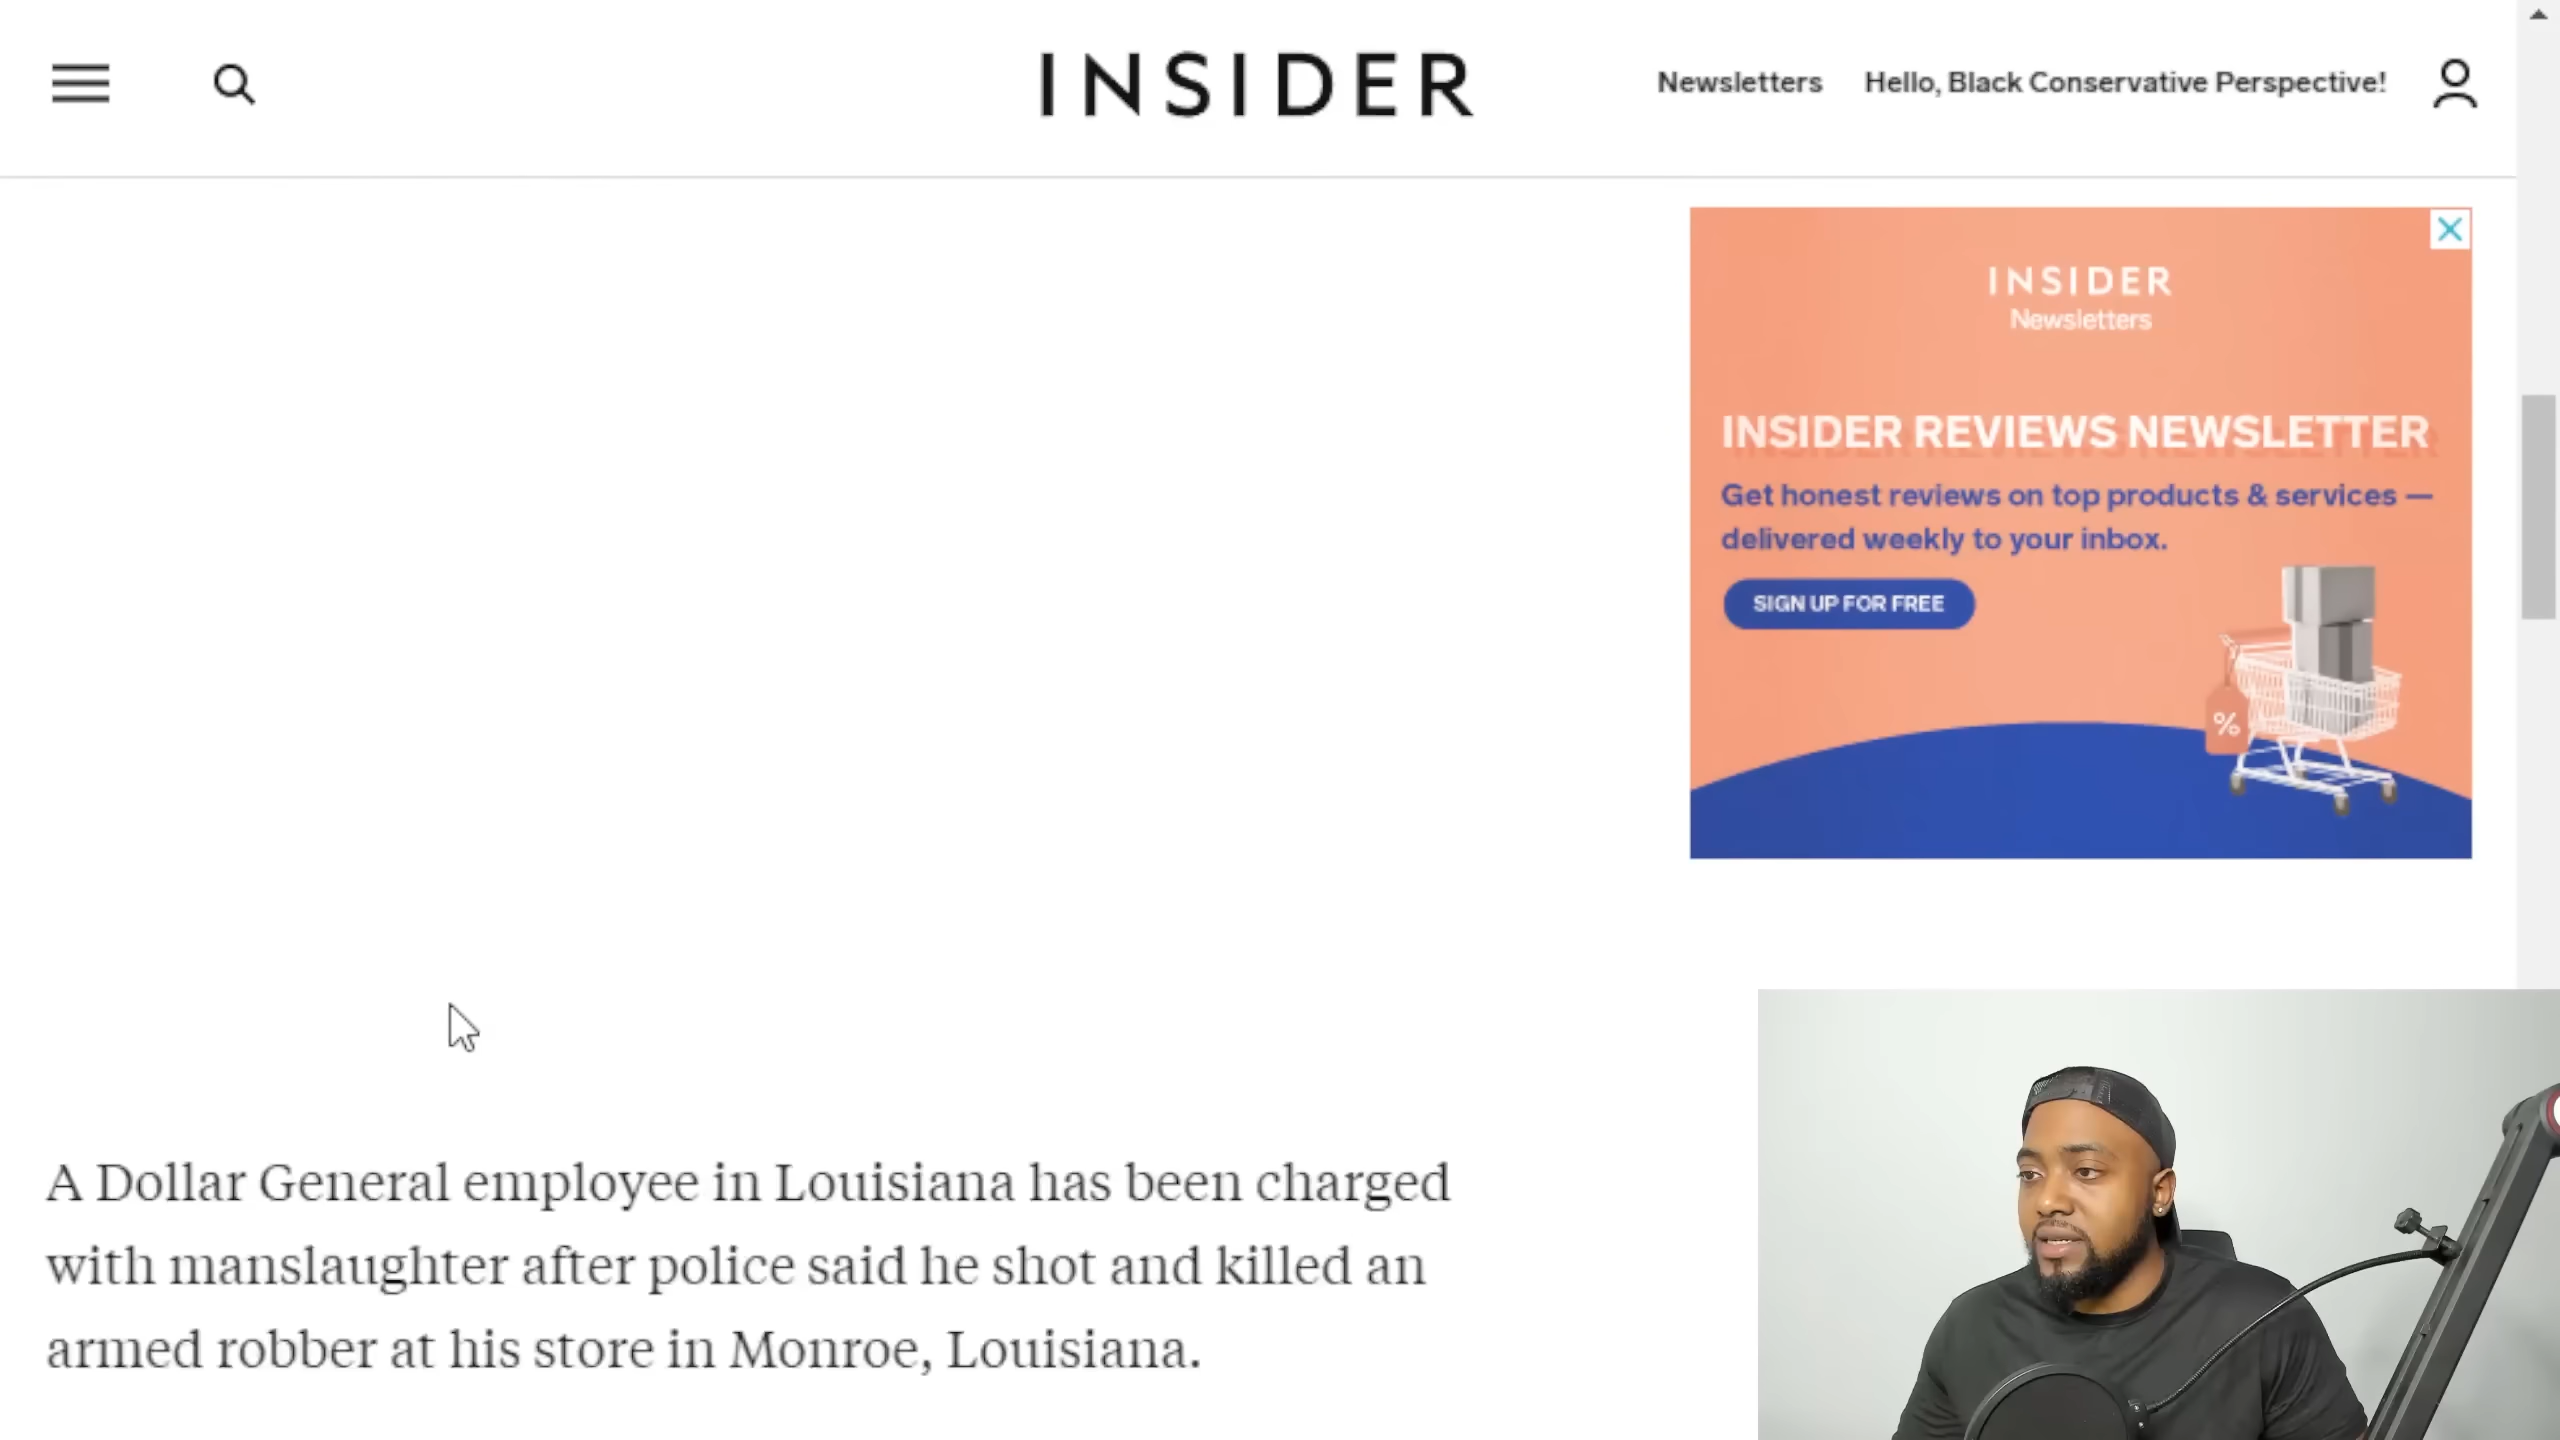 INSIDER
Newsletters
Hello, Black Conservative Perspective!
INSIDER
Newsletters
INSIDER REVIEWS NEWSLETTER
Get honest reviews on top products & services —
delivered weekly to your inbox.
SIGN UP FOR FREE
%
A Dollar General employee in Louisiana has been charged
with manslaughter after police said he shot and killed an
armed robber at his store in Monroe, Louisiana.